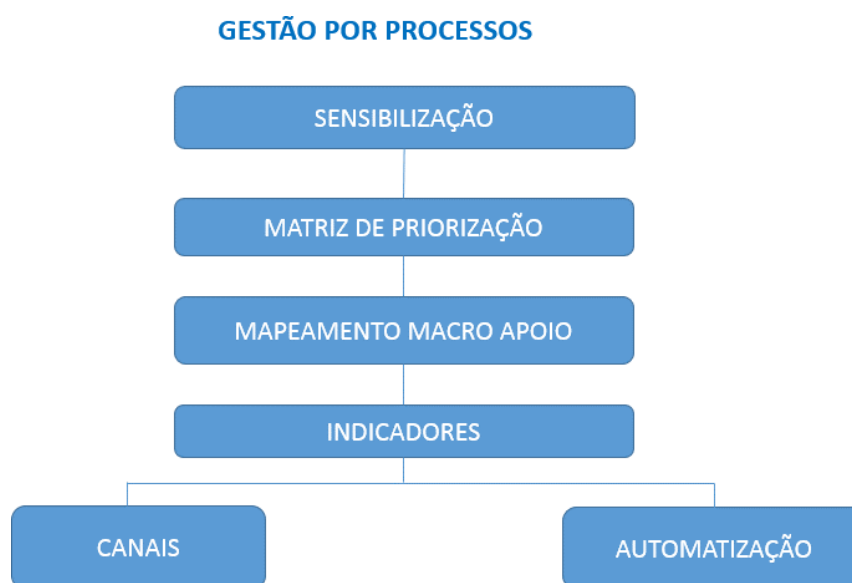 GESTÃO POR PROCESSOS
SENSIBILIZAÇÃO
MATRIZ DE PRIORIZAÇÃO
MAPEAMENTO MACRO APOIO
INDICADORES
CANAIS
AUTOMATIZAÇÃO